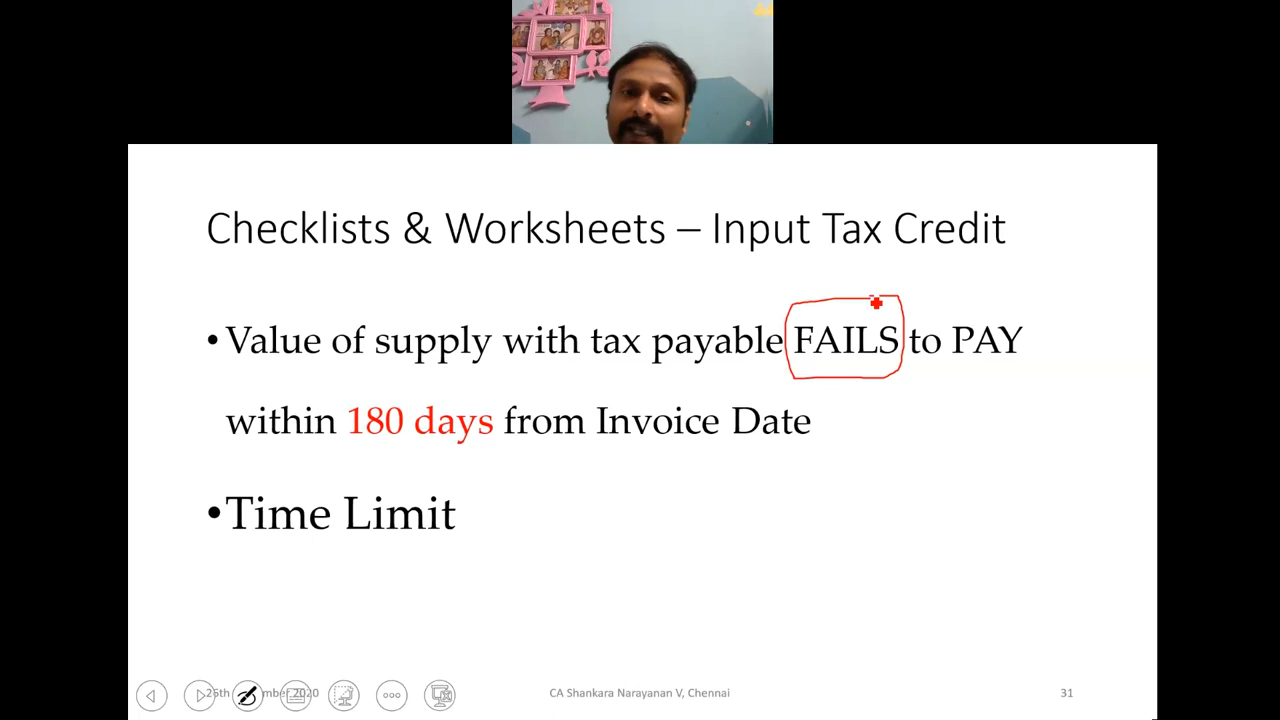 Checklists & Worksheets – Input Tax Credit
• Value of supply with tax payable FAILS to PAY
within 180 days from Invoice Date
• Time Limit
2020
CA Shankara Narayanan V, Chennai
31